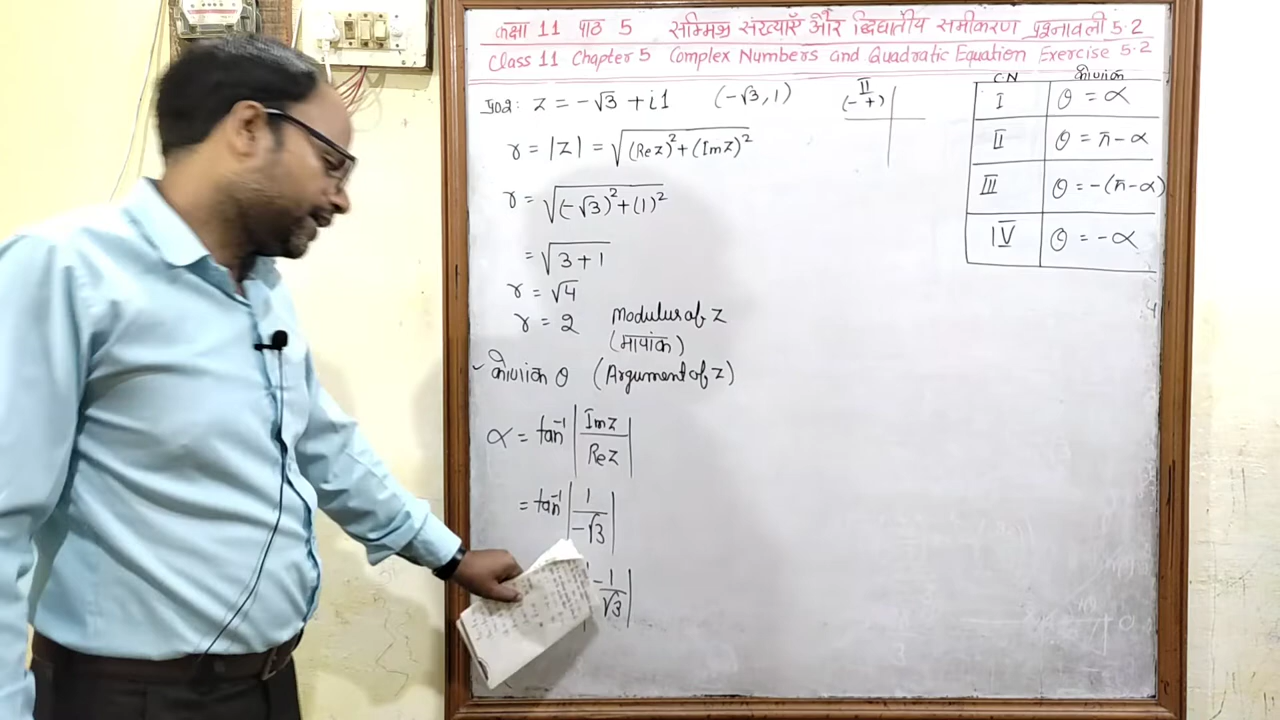 कक्षा 11 पाठ 5 सम्मिश्र संख्याएँ और द्विघातीय समीकरण प्रश्नावली 5.2
Class 11 Chapter 5 Complex Numbers and Quadratic Equation Exercise 5.2
प्रo2: z = -√3 + i1 (-√3, 1)
II
(- +)
r = |z| = √(Re z)² + (Im z)²
r = √(-√3)² + (1)²
= √3 + 1
r = √4
r = 2 Modulus of z
(मापांक)
कोणांक θ (Argument of z)
α = tan⁻¹ |Im z / Re z|
= tan⁻¹ |1 / -√3|
|-1 / √3|
C.N कोणांक
I θ = α
II θ = π - α
III θ = -(π - α)
IV θ = -α